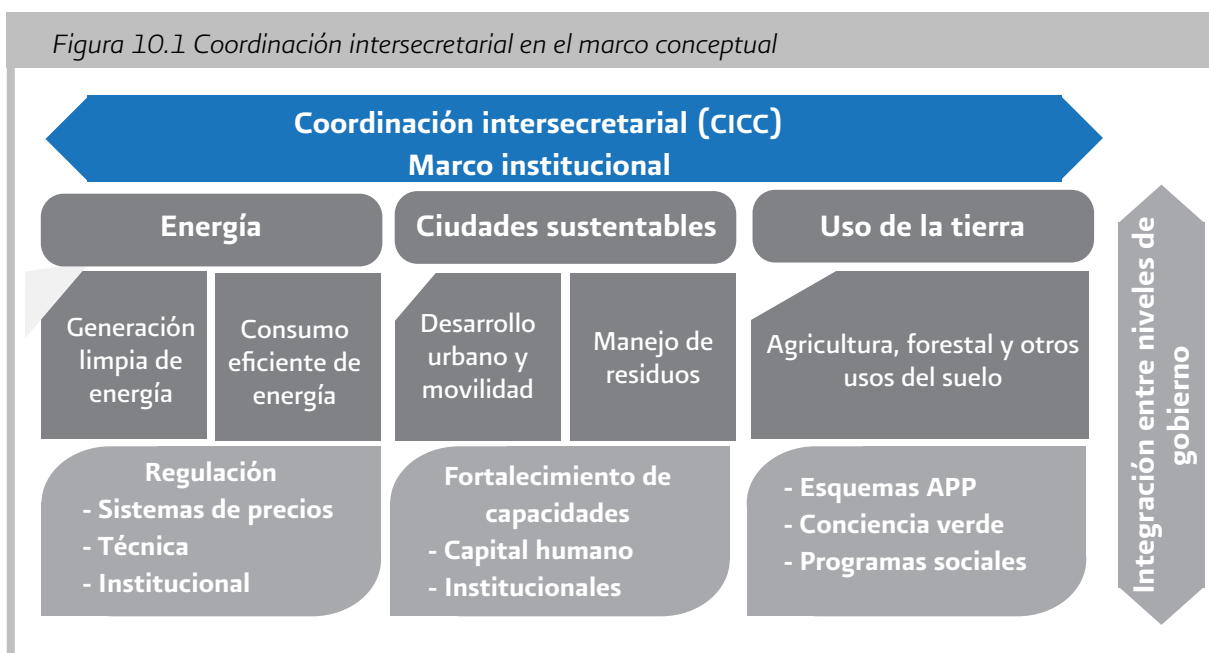 Figura 10.1 Coordinación intersecretarial en el marco conceptual
Coordinación intersecretarial (CICC)
Marco institucional
Energía
Ciudades sustentables
Uso de la tierra
Generación
limpia de
energía
Consumo
eficiente de
energía
Desarrollo
urbano y
movilidad
Manejo de
residuos
Agricultura, forestal y otros
usos del suelo
Regulación
- Sistemas de precios
- Técnica
- Institucional
Fortalecimiento de
capacidades
- Capital humano
- Institucionales
- Esquemas APP
- Conciencia verde
- Programas sociales
Integración entre niveles de
gobierno